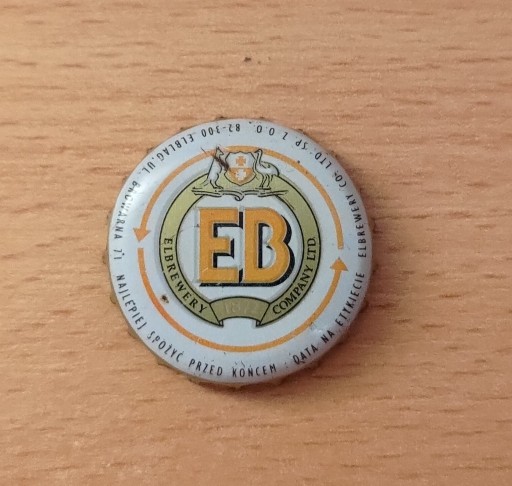 EB
ELBREWERY COMPANY LTD.
1872
ELBREWERY CO. LTD. SP. Z O.O. 82-300 ELBLĄG, UL. BROWARNA 71
NAJLEPIEJ SPOŻYĆ PRZED KOŃCEM : DATA NA ETYKIECIE